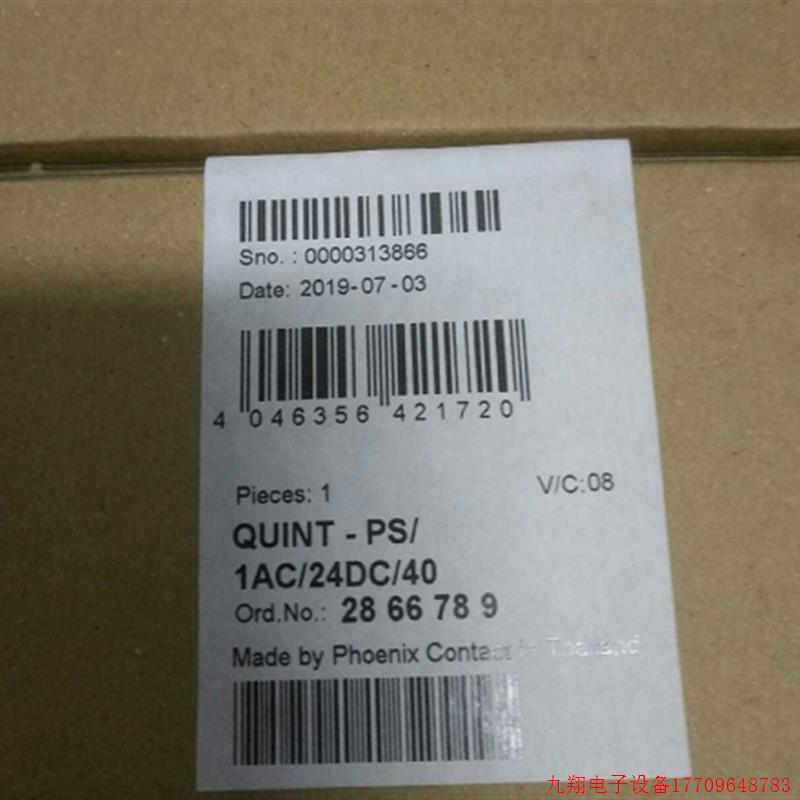 Sno. : 0000313866
Date: 2019-07-03
4 046356 421720
Pieces: 1 V/C:08
QUINT - PS/
1AC/24DC/40
Ord.No.: 28 66 78 9
Made by Phoenix Contact in Thailand
九翔电子设备17709648783